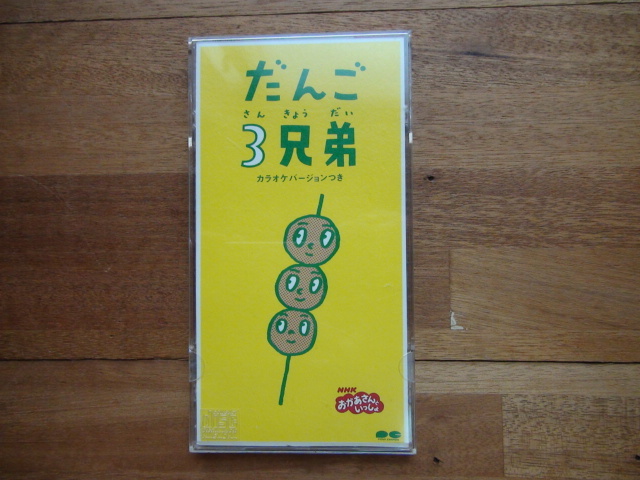 だんご
さん きょう だい
3兄弟
カラオケバージョンつき
NHK
おかあさんと
いっしょ